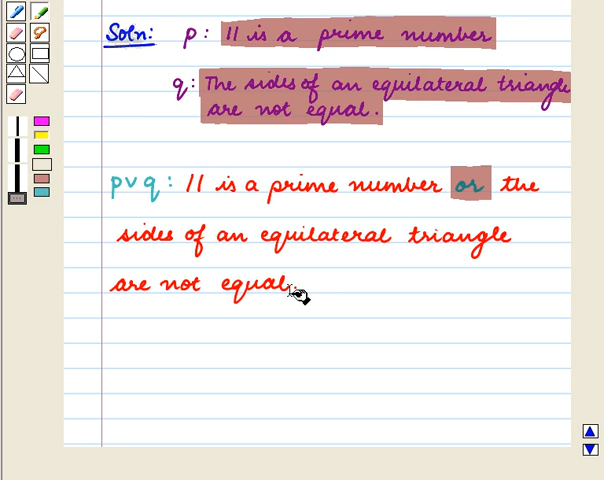 Soln: p: 11 is a prime number
q: The sides of an equilateral triangle
are not equal.
p∨q: 11 is a prime number or the
sides of an equilateral triangle
are not equal.